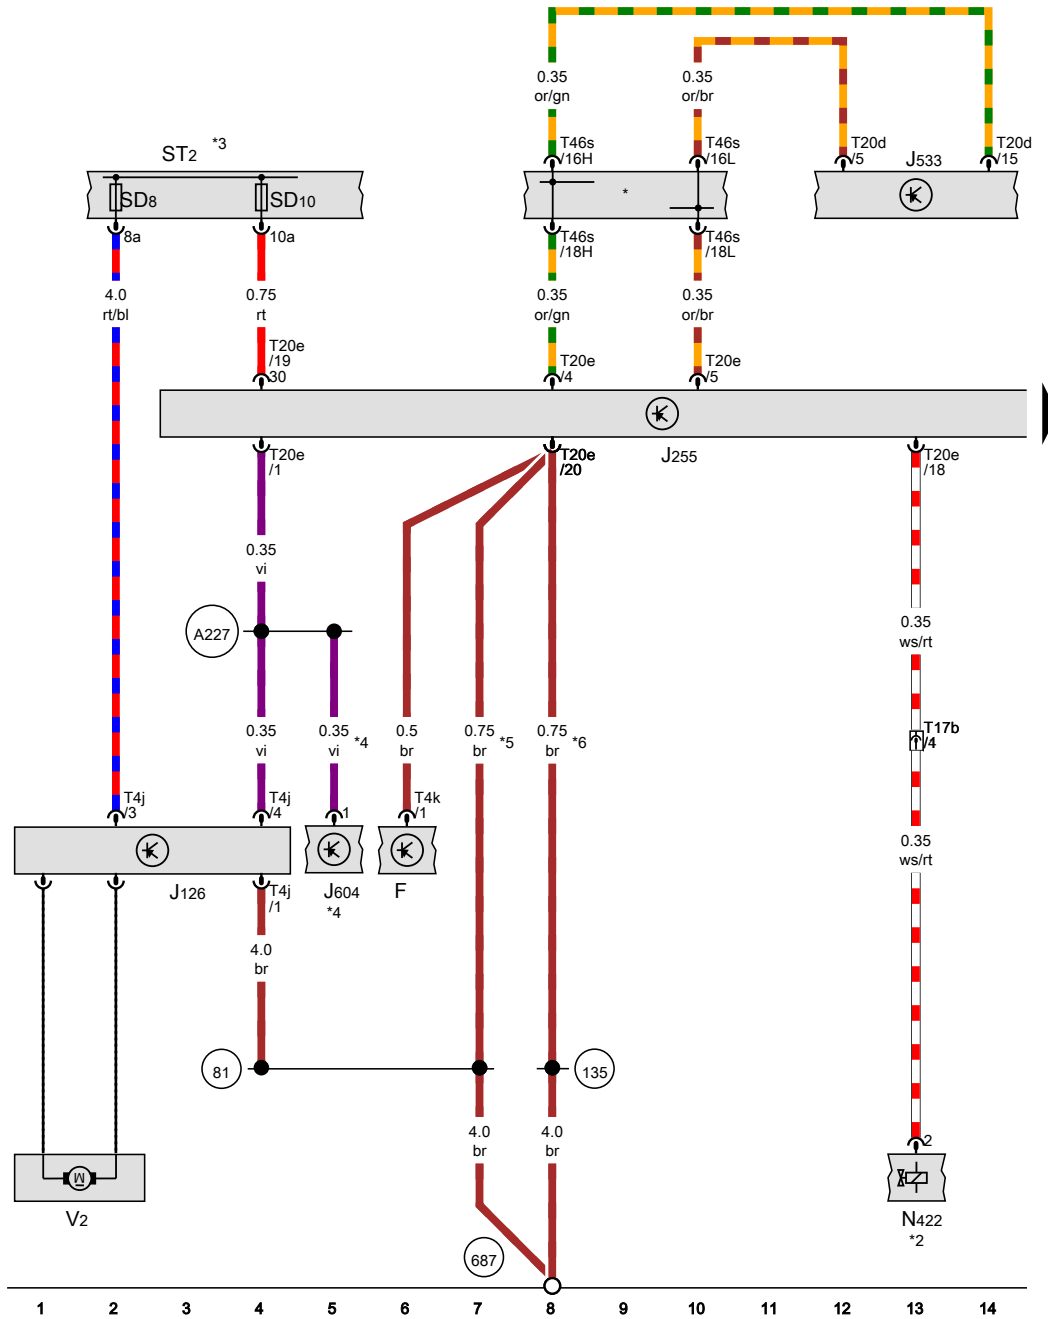 0.35
or/gn
0.35
or/br
ST2
*3
T46s
/16H
T46s
/16L
T20d
/5
J533
T20d
/15
SD8
SD10
*
8a
10a
T46s
/18H
T46s
/18L
4.0
rt/bl
0.75
rt
0.35
or/gn
0.35
or/br
T20e
/19
30
T20e
/4
T20e
/5
T20e
/1
T20e
/20
J255
T20e
/18
0.35
vi
A227
0.35
ws/rt
0.35
vi
0.35
vi
*4
0.5
br
0.75
br
*5
0.75
br
*6
T17b
/4
T4j
/3
T4j
/4
1
T4k
/1
0.35
ws/rt
J126
T4j
/1
J604
*4
F
4.0
br
81
135
4.0
br
4.0
br
2
M
V2
N422
*2
687
1 2 3 4 5 6 7 8 9 10 11 12 13 14